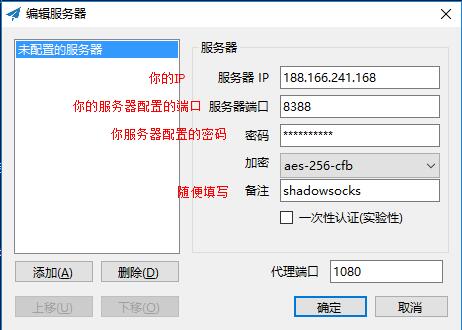 编辑服务器
未配置的服务器
服务器
你的IP
服务器 IP
188.166.241.168
你的服务器配置的端口
服务器端口
8388
你服务器配置的密码
密码
**********
加密
aes-256-cfb
随便填写
备注
shadowsocks
一次性认证(实验性)
添加(A)
删除(D)
代理端口
1080
上移(U)
下移(O)
确定
取消